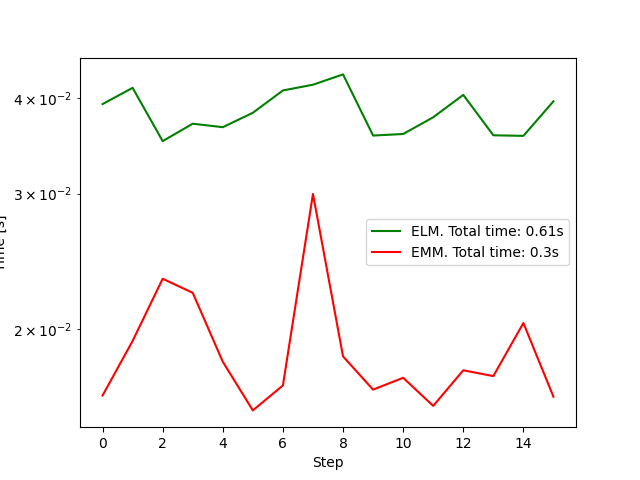 4 × 10⁻²
3 × 10⁻²
2 × 10⁻²
Time [s]
ELM. Total time: 0.61s
EMM. Total time: 0.3s
0 2 4 6 8 10 12 14
Step